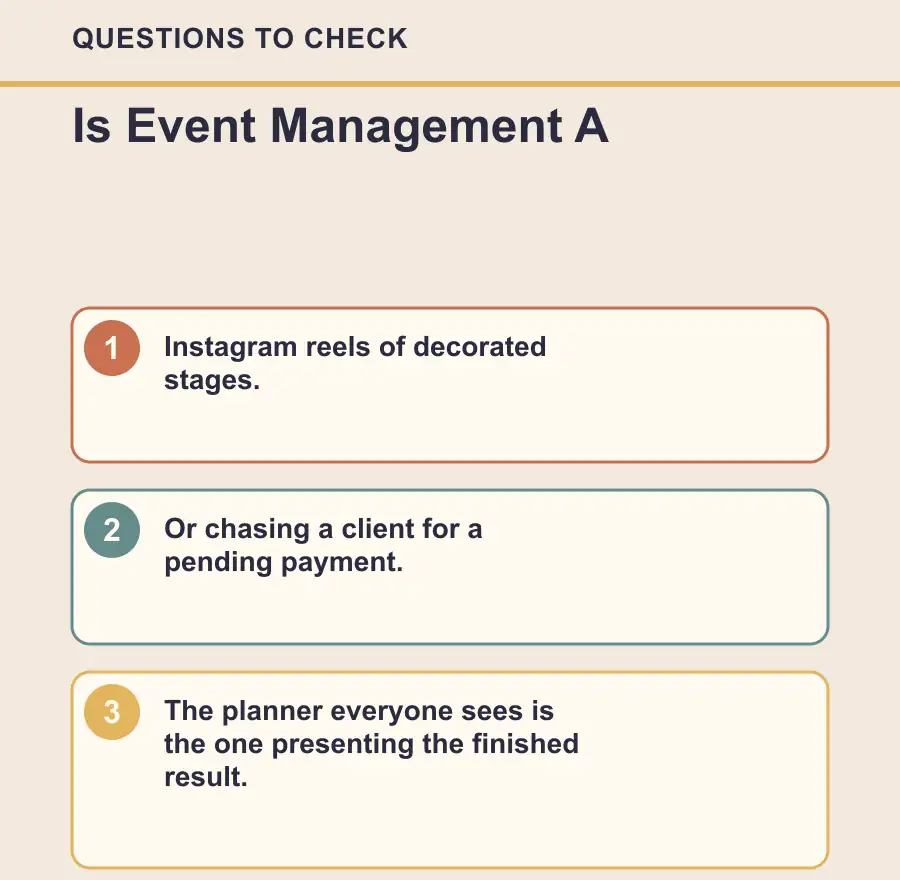 QUESTIONS TO CHECK
Is Event Management A
1
Instagram reels of decorated
stages.
2
Or chasing a client for a
pending payment.
3
The planner everyone sees is
the one presenting the finished
result.